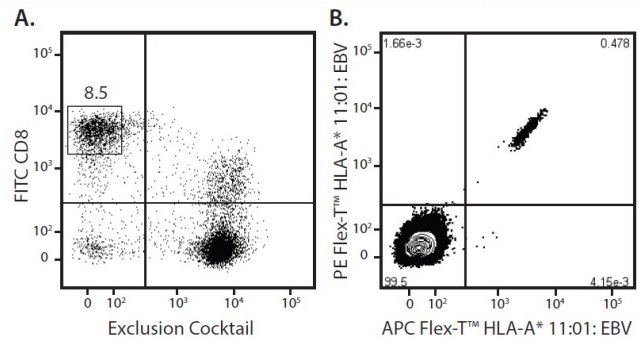 A.
8.5
10⁵
10⁴
10³
10²
0
FITC CD8
0 10² 10³ 10⁴ 10⁵
Exclusion Cocktail
B.
1.66e-3 0.478
10⁵
10⁴
10³
10²
0
PE Flex-T™ HLA-A* 11:01: EBV
99.5 4.15e-3
0 10² 10³ 10⁴ 10⁵
APC Flex-T™ HLA-A* 11:01: EBV